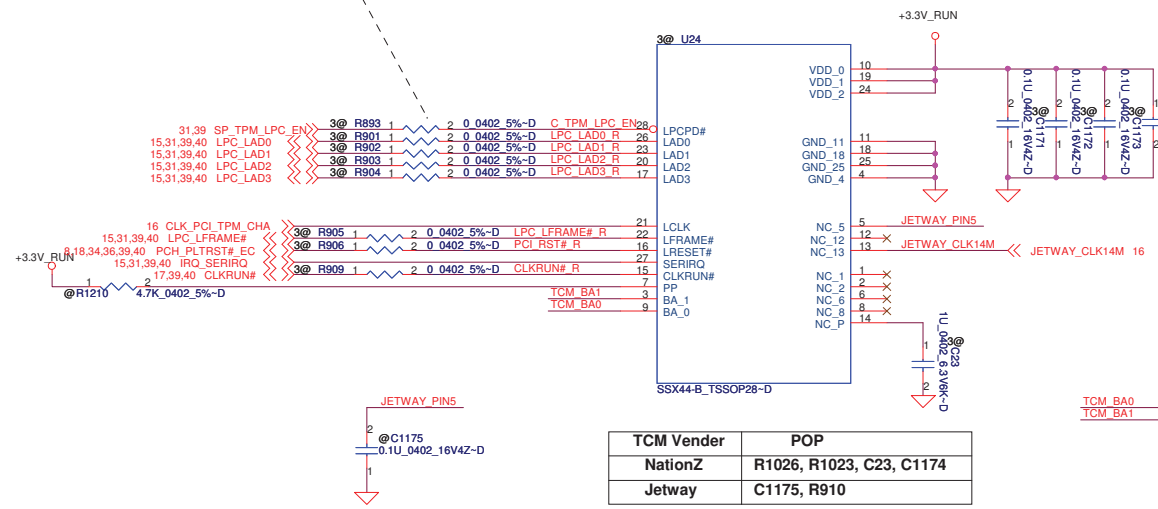 +3.3V_RUN
3@ U24
VDD_0 10
VDD_1 19
VDD_2 24
0.1U_0402_16V4Z~D
2 1 3@ C1171
0.1U_0402_16V4Z~D
2 1 3@ C1172
0.1U_0402_16V4Z~D
2 1 3@ C1173
1
31,39 SP_TPM_LPC_EN 3@ R893 1 2 0_0402_5%~D C_TPM_LPC_EN 28 LPCPD#
15,31,39,40 LPC_LAD0 3@ R901 1 2 0_0402_5%~D LPC_LAD0_R 26 LAD0
15,31,39,40 LPC_LAD1 3@ R902 1 2 0_0402_5%~D LPC_LAD1_R 23 LAD1
15,31,39,40 LPC_LAD2 3@ R903 1 2 0_0402_5%~D LPC_LAD2_R 20 LAD2
15,31,39,40 LPC_LAD3 3@ R904 1 2 0_0402_5%~D LPC_LAD3_R 17 LAD3
GND_11 11
GND_18 18
GND_25 25
GND_4 4
16 CLK_PCI_TPM_CHA 21 LCLK
15,31,39,40 LPC_LFRAME# 3@ R905 1 2 0_0402_5%~D LPC_LFRAME#_R 22 LFRAME#
8,18,34,36,39,40 PCH_PLTRST#_EC 3@ R906 1 2 0_0402_5%~D PCI_RST#_R 16 LRESET#
15,31,39,40 IRQ_SERIRQ 27 SERIRQ
17,39,40 CLKRUN# 3@ R909 1 2 0_0402_5%~D CLKRUN#_R 15 CLKRUN#
+3.3V_RUN
@R1210 1 2 4.7K_0402_5%~D 7 PP
TCM_BA1 3 BA_1
TCM_BA0 9 BA_0
NC_5 5 JETWAY_PIN5
NC_12 12
NC_13 13 JETWAY_CLK14M JETWAY_CLK14M 16
NC_1 1
NC_2 2
NC_6 6
NC_8 8
NC_P 14
1U_0402_6.3V6K~D
1 2 3@ C23
SSX44-B_TSSOP28~D
JETWAY_PIN5
2
@C1175
0.1U_0402_16V4Z~D
1
TCM_BA0
TCM_BA1
TCM Vender POP
NationZ R1026, R1023, C23, C1174
Jetway C1175, R910